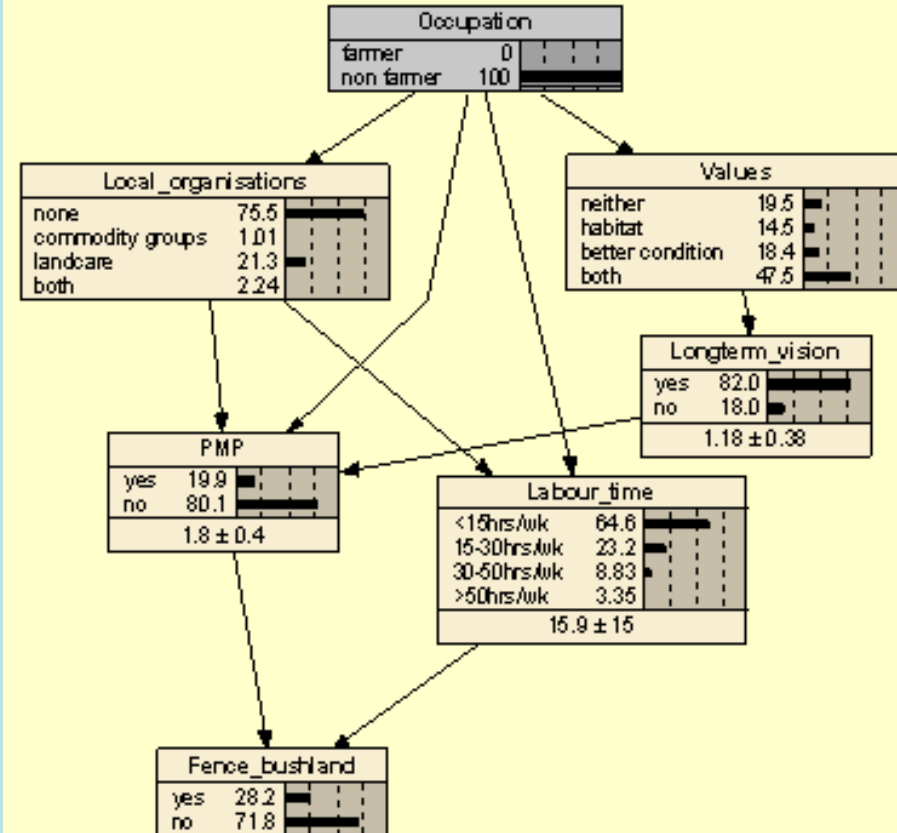 Occupation
farmer 0
non farmer 100
Local_organisations
none 75.5
commodity groups 1.01
landcare 21.3
both 2.24
Values
neither 19.5
habitat 14.5
better condition 18.4
both 47.5
Longterm_vision
yes 82.0
no 18.0
1.18 ± 0.38
PMP
yes 19.9
no 80.1
1.8 ± 0.4
Labour_time
<15hrs/wk 64.6
15-30hrs/wk 23.2
30-50hrs/wk 8.83
>50hrs/wk 3.35
15.9 ± 15
Fence_bushland
yes 28.2
no 71.8